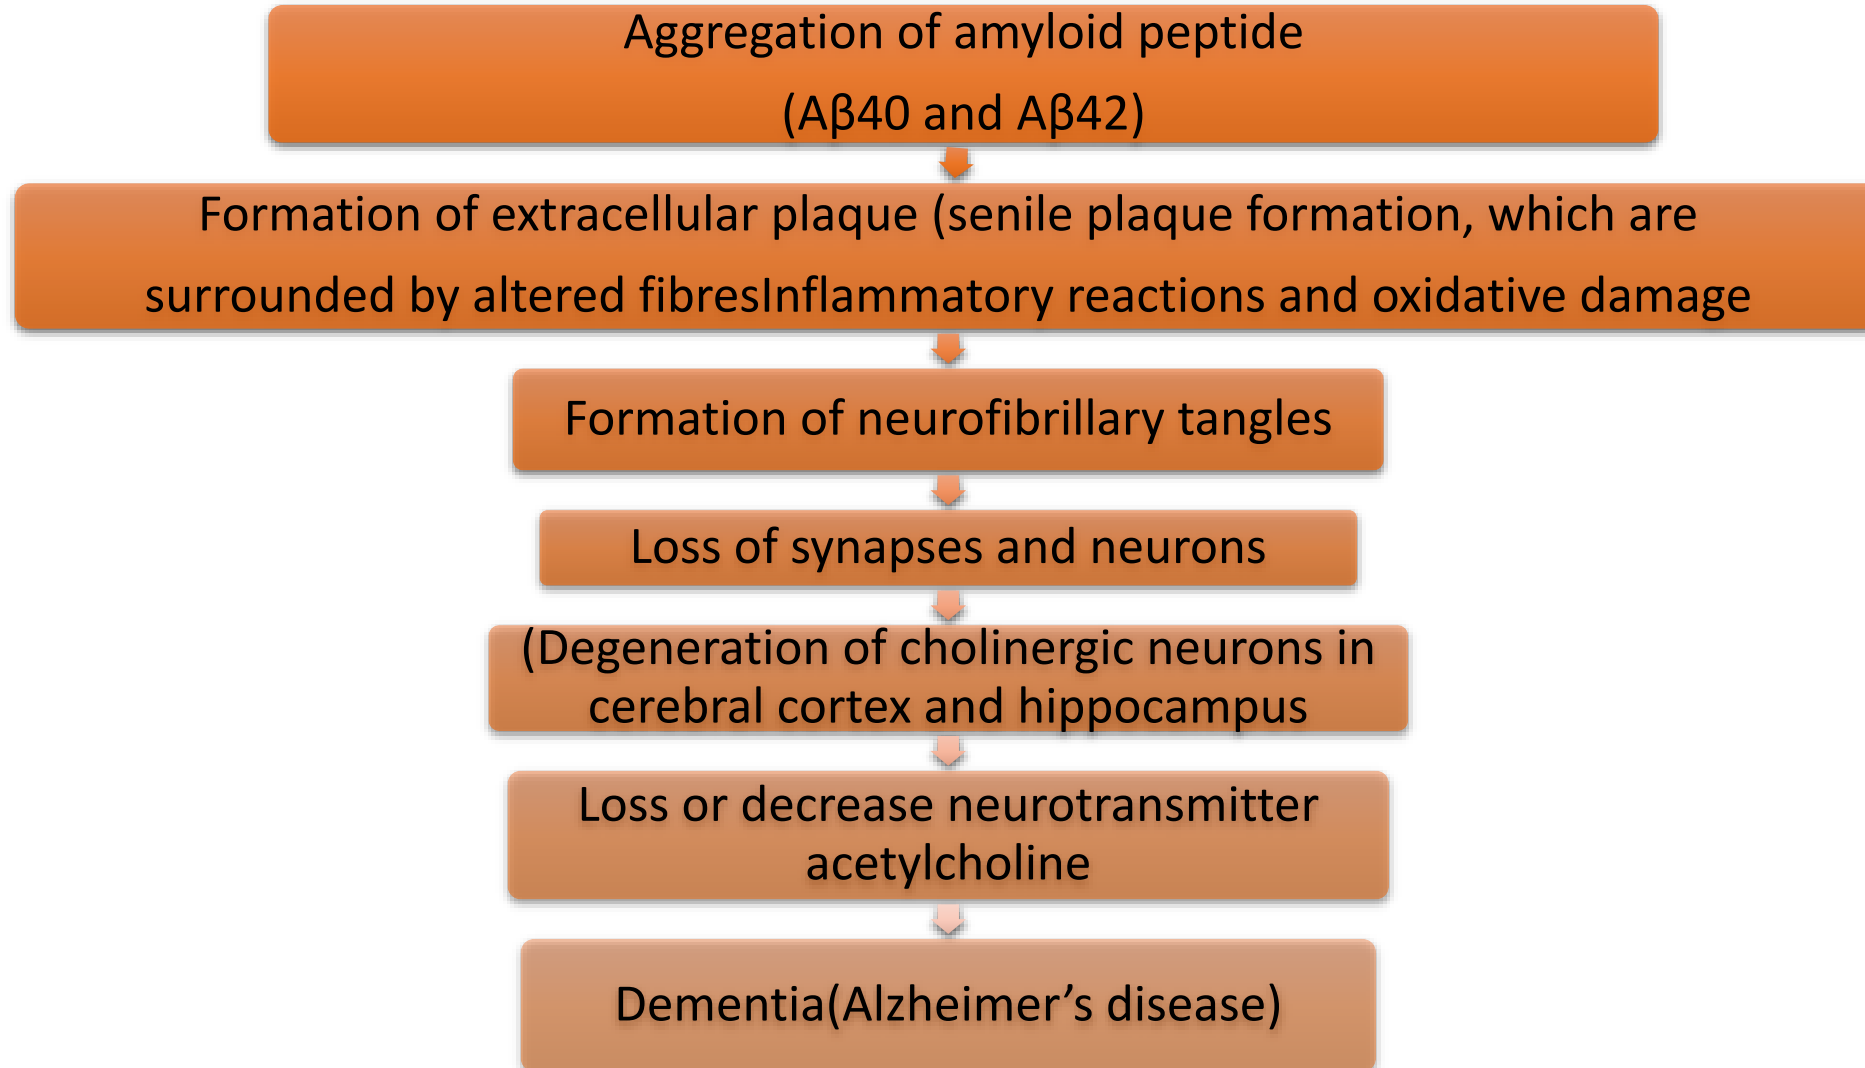 Aggregation of amyloid peptide
(Aβ40 and Aβ42)
Formation of extracellular plaque (senile plaque formation, which are
surrounded by altered fibresInflammatory reactions and oxidative damage
Formation of neurofibrillary tangles
Loss of synapses and neurons
(Degeneration of cholinergic neurons in
cerebral cortex and hippocampus
Loss or decrease neurotransmitter
acetylcholine
Dementia(Alzheimer’s disease)